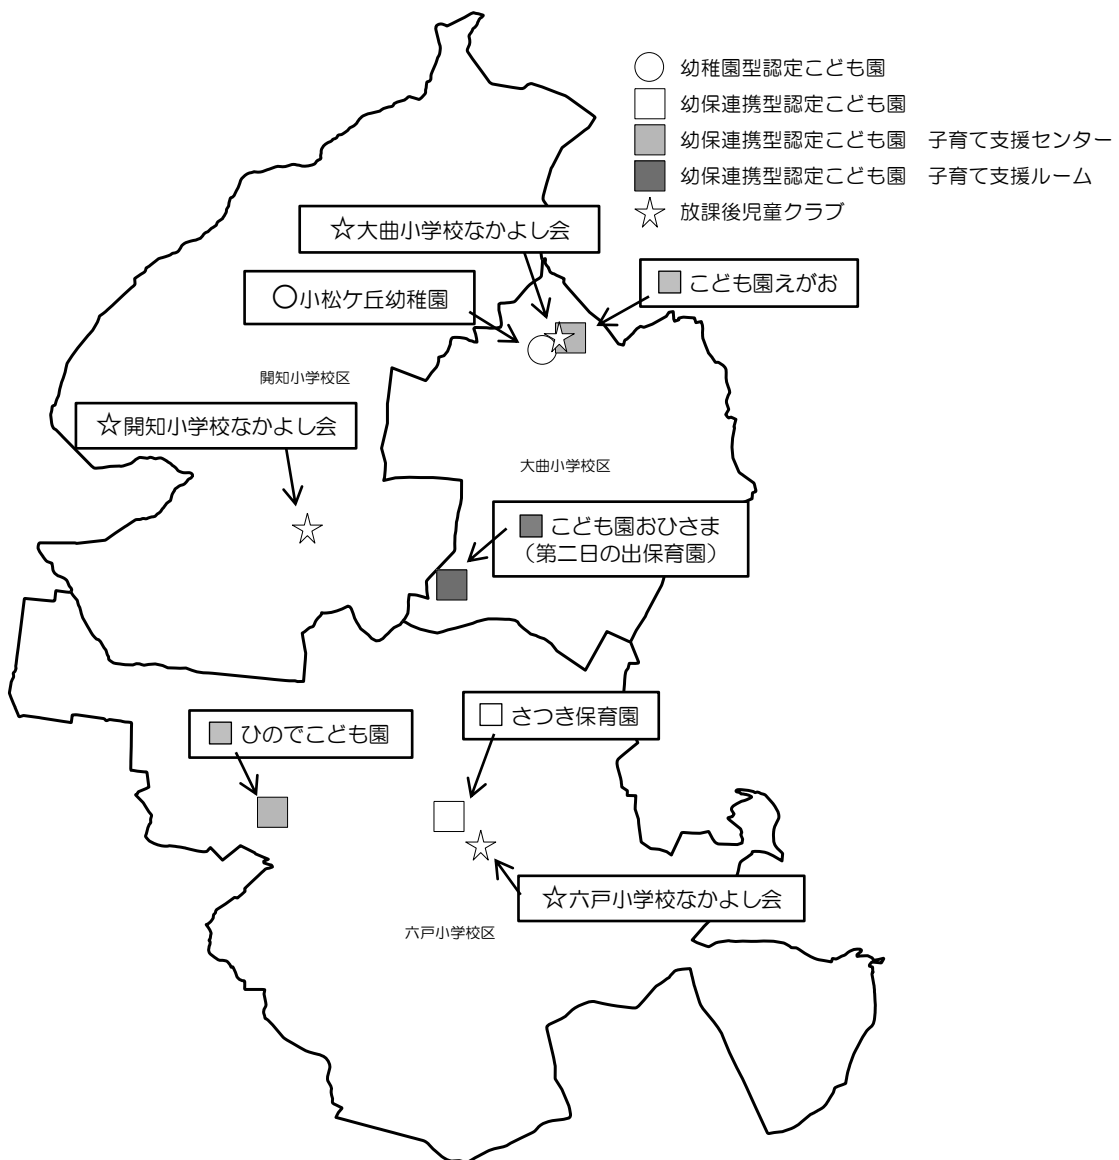 幼稚園型認定こども園
幼保連携型認定こども園
幼保連携型認定こども園　子育て支援センター
幼保連携型認定こども園　子育て支援ルーム
☆ 放課後児童クラブ
☆大曲小学校なかよし会
こども園えがお
〇小松ケ丘幼稚園
開知小学校区
☆開知小学校なかよし会
大曲小学校区
■ こども園おひさま
（第二日の出保育園）
さつき保育園
ひのでこども園
☆六戸小学校なかよし会
六戸小学校区